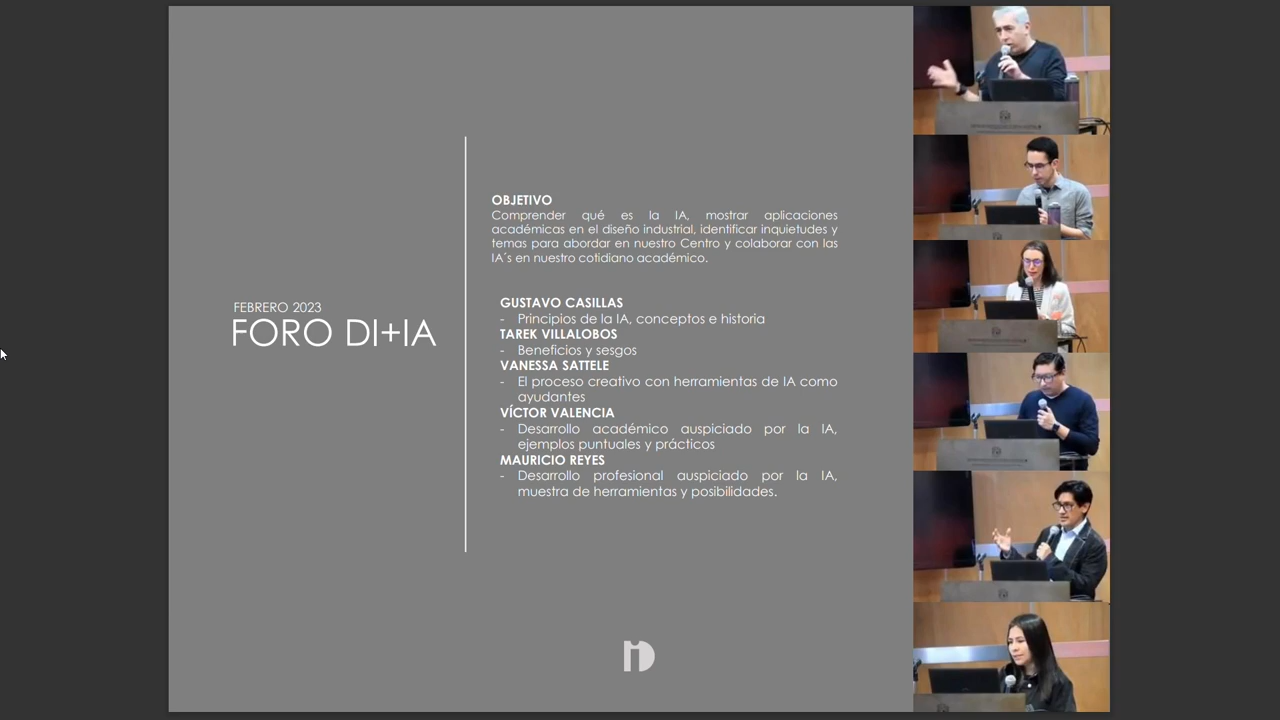 FEBRERO 2023
FORO DI+IA
OBJETIVO
Comprender qué es la IA, mostrar aplicaciones
académicas en el diseño industrial, identificar inquietudes y
temas para abordar en nuestro Centro y colaborar con las
IA´s en nuestro cotidiano académico.
GUSTAVO CASILLAS
- Principios de la IA, conceptos e historia
TAREK VILLALOBOS
- Beneficios y sesgos
VANESSA SATTELE
- El proceso creativo con herramientas de IA como
ayudantes
VÍCTOR VALENCIA
- Desarrollo académico auspiciado por la IA,
ejemplos puntuales y prácticos
MAURICIO REYES
- Desarrollo profesional auspiciado por la IA,
muestra de herramientas y posibilidades.